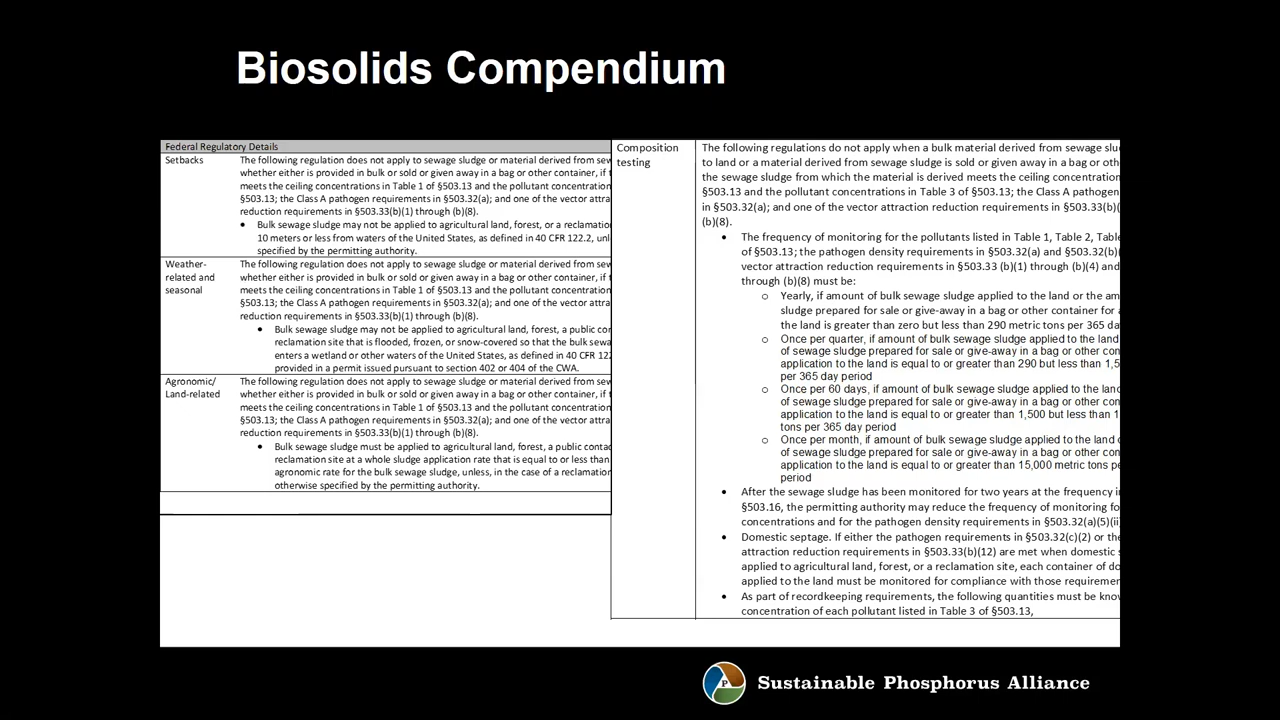 Biosolids Compendium
Federal Regulatory Details
Setbacks
The following regulation does not apply to sewage sludge or material derived from sew
whether either is provided in bulk or sold or given away in a bag or other container, if t
meets the ceiling concentrations in Table 1 of §503.13 and the pollutant concentration
§503.13; the Class A pathogen requirements in §503.32(a); and one of the vector attra
reduction requirements in §503.33(b)(1) through (b)(8).
• Bulk sewage sludge may not be applied to agricultural land, forest, or a reclamatio
10 meters or less from waters of the United States, as defined in 40 CFR 122.2, unl
specified by the permitting authority.
Weather-
related and
seasonal
The following regulation does not apply to sewage sludge or material derived from sew
whether either is provided in bulk or sold or given away in a bag or other container, if t
meets the ceiling concentrations in Table 1 of §503.13 and the pollutant concentration
§503.13; the Class A pathogen requirements in §503.32(a); and one of the vector attra
reduction requirements in §503.33(b)(1) through (b)(8).
• Bulk sewage sludge may not be applied to agricultural land, forest, a public con
reclamation site that is flooded, frozen, or snow-covered so that the bulk sewa
enters a wetland or other waters of the United States, as defined in 40 CFR 122
provided in a permit issued pursuant to section 402 or 404 of the CWA.
Agronomic/
Land-related
The following regulation does not apply to sewage sludge or material derived from sew
whether either is provided in bulk or sold or given away in a bag or other container, if t
meets the ceiling concentrations in Table 1 of §503.13 and the pollutant concentration
§503.13; the Class A pathogen requirements in §503.32(a); and one of the vector attra
reduction requirements in §503.33(b)(1) through (b)(8).
• Bulk sewage sludge must be applied to agricultural land, forest, a public contac
reclamation site at a whole sludge application rate that is equal to or less than
agronomic rate for the bulk sewage sludge, unless, in the case of a reclamation
otherwise specified by the permitting authority.
Composition
testing
The following regulations do not apply when a bulk material derived from sewage slu
to land or a material derived from sewage sludge is sold or given away in a bag or oth
the sewage sludge from which the material is derived meets the ceiling concentrations
§503.13 and the pollutant concentrations in Table 3 of §503.13; the Class A pathogen
in §503.32(a); and one of the vector attraction reduction requirements in §503.33(b)(
(b)(8).
• The frequency of monitoring for the pollutants listed in Table 1, Table 2, Table
of §503.13; the pathogen density requirements in §503.32(a) and §503.32(b)(
vector attraction reduction requirements in §503.33 (b)(1) through (b)(4) and
through (b)(8) must be:
o Yearly, if amount of bulk sewage sludge applied to the land or the am
sludge prepared for sale or give-away in a bag or other container for a
the land is greater than zero but less than 290 metric tons per 365 da
o Once per quarter, if amount of bulk sewage sludge applied to the land
of sewage sludge prepared for sale or give-away in a bag or other con
application to the land is equal to or greater than 290 but less than 1,5
per 365 day period
o Once per 60 days, if amount of bulk sewage sludge applied to the land
of sewage sludge prepared for sale or give-away in a bag or other con
application to the land is equal to or greater than 1,500 but less than 1
tons per 365 day period
o Once per month, if amount of bulk sewage sludge applied to the land o
of sewage sludge prepared for sale or give-away in a bag or other con
application to the land is equal to or greater than 15,000 metric tons pe
period
• After the sewage sludge has been monitored for two years at the frequency in
§503.16, the permitting authority may reduce the frequency of monitoring fo
concentrations and for the pathogen density requirements in §503.32(a)(5)(ii
• Domestic septage. If either the pathogen requirements in §503.32(c)(2) or the
attraction reduction requirements in §503.33(b)(12) are met when domestic s
applied to agricultural land, forest, or a reclamation site, each container of do
applied to the land must be monitored for compliance with those requiremen
• As part of recordkeeping requirements, the following quantities must be know
concentration of each pollutant listed in Table 3 of §503.13,
P
Sustainable Phosphorus Alliance